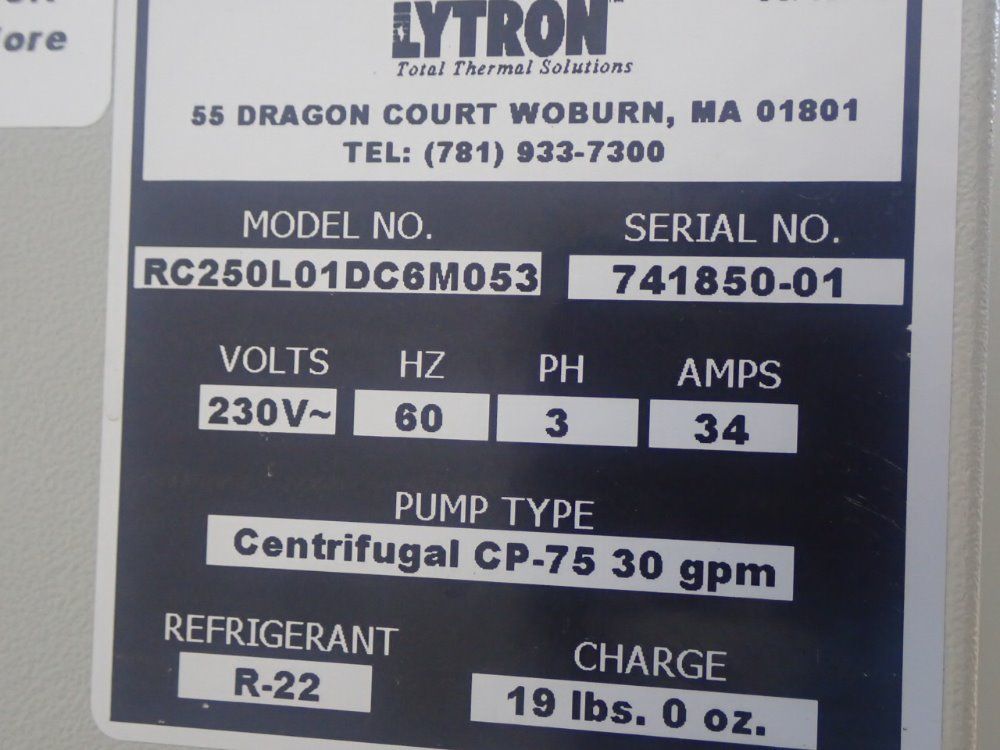 ore
LYTRON
Total Thermal Solutions
55 DRAGON COURT WOBURN, MA 01801
TEL: (781) 933-7300
MODEL NO. SERIAL NO.
RC250L01DC6M053 741850-01
VOLTS HZ PH AMPS
230V~ 60 3 34
PUMP TYPE
Centrifugal CP-75 30 gpm
REFRIGERANT CHARGE
R-22 19 lbs. 0 oz.